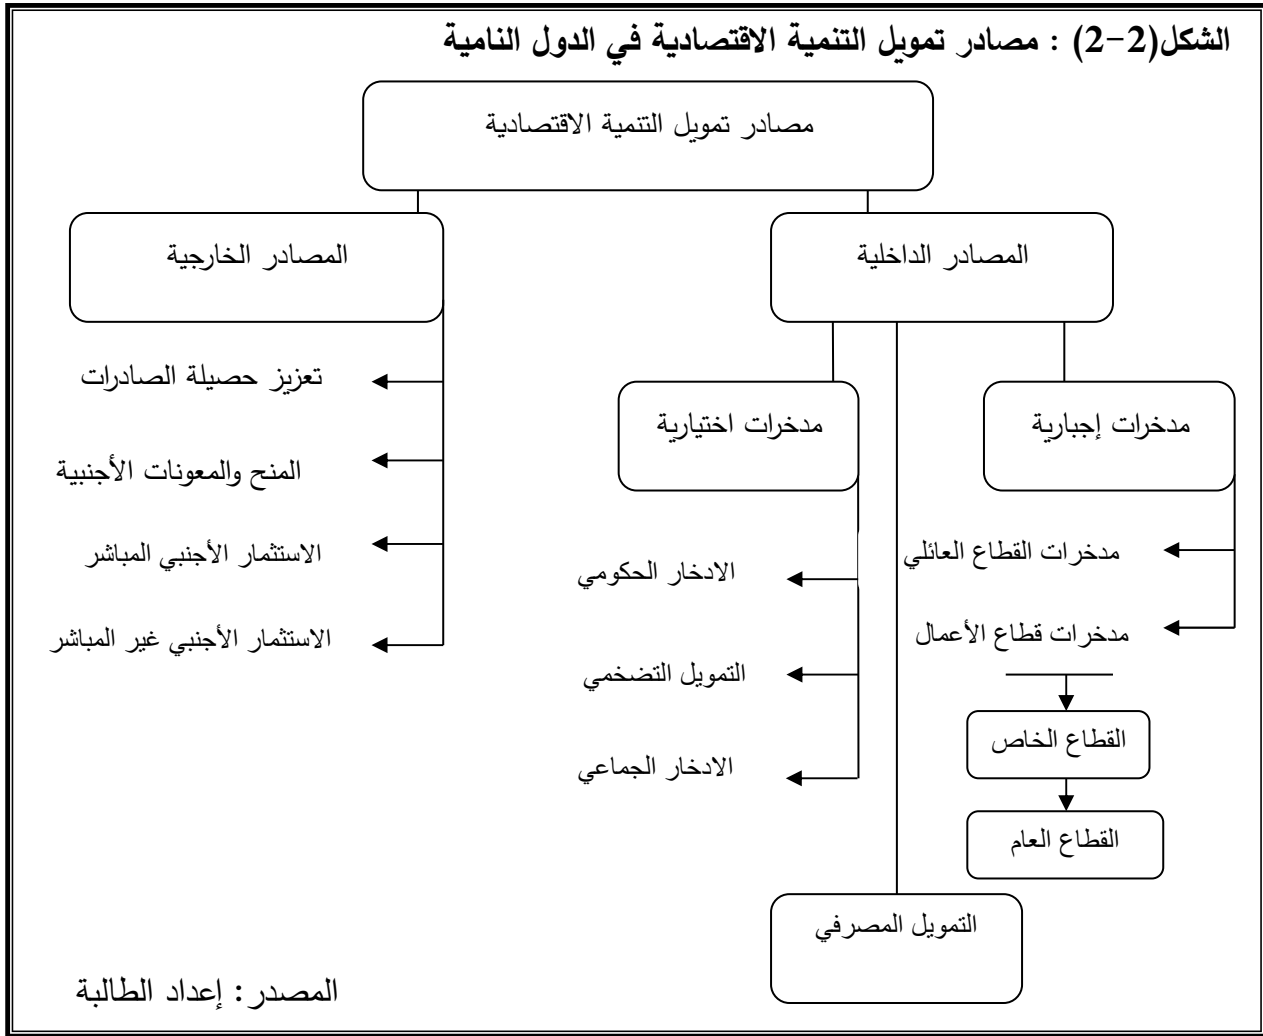 الشكل(2-2) : مصادر تمويل التنمية الاقتصادية في الدول النامية
مصادر تمويل التنمية الاقتصادية
المصادر الداخلية
المصادر الخارجية
مدخرات إجبارية
مدخرات القطاع العائلي
مدخرات قطاع الأعمال
القطاع الخاص
القطاع العام
مدخرات اختيارية
الادخار الحكومي
التمويل التضخمي
الادخار الجماعي
التمويل المصرفي
تعزيز حصيلة الصادرات
المنح والمعونات الأجنبية
الاستثمار الأجنبي المباشر
الاستثمار الأجنبي غير المباشر
المصدر: إعداد الطالبة